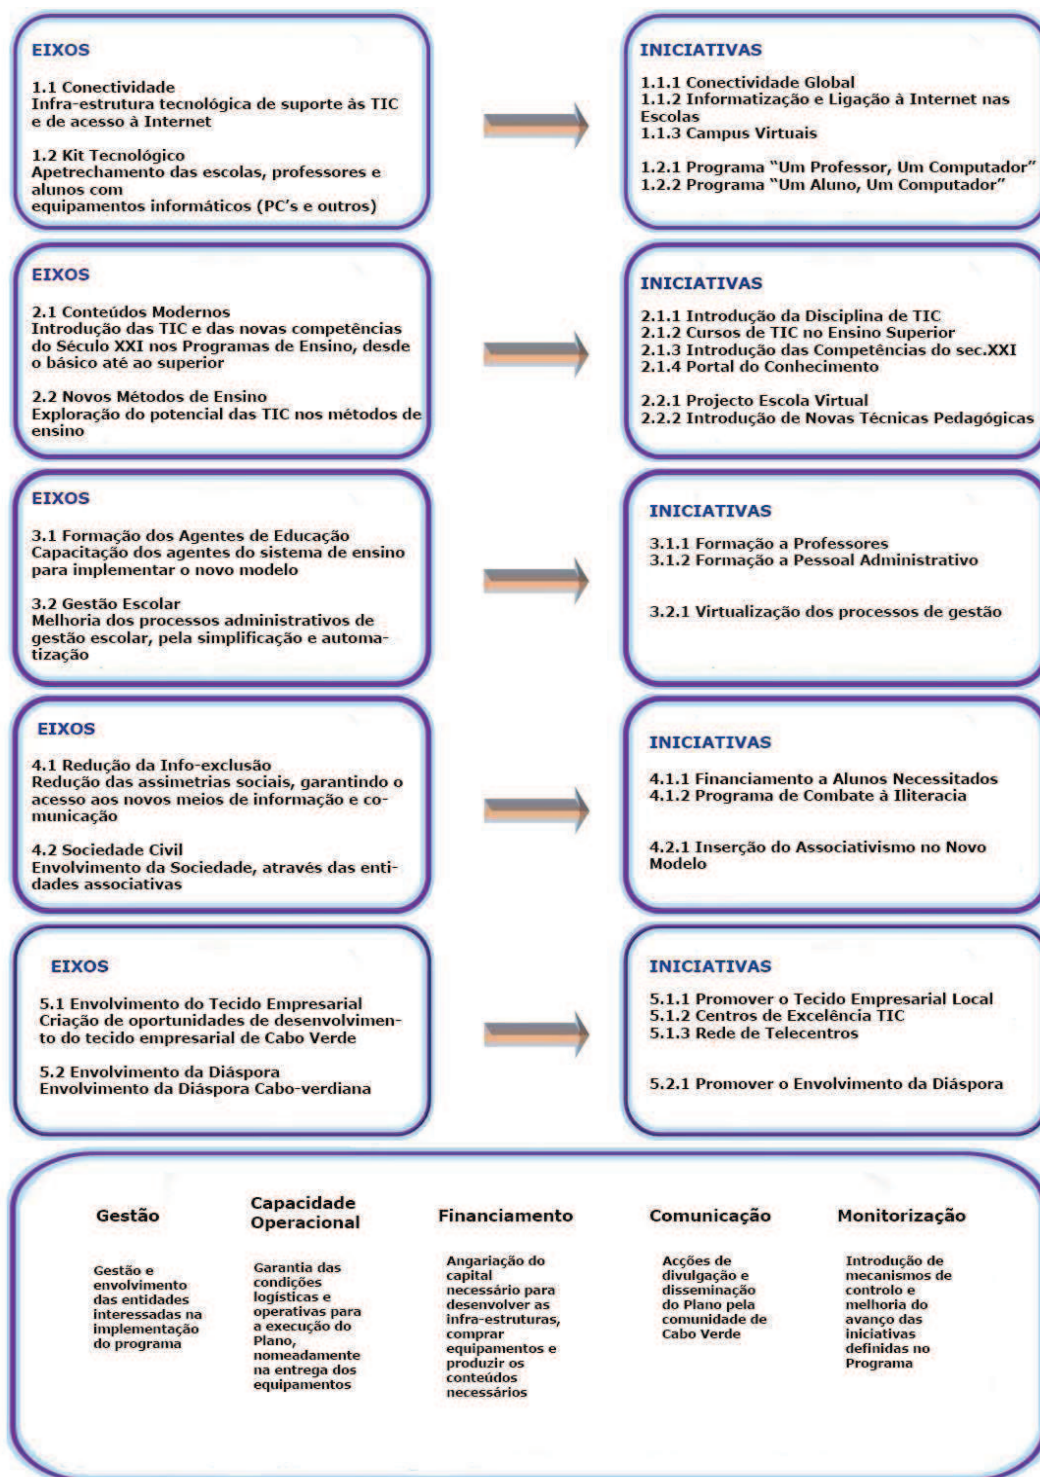 EIXOS
1.1 Conectividade
Infra-estrutura tecnológica de suporte às TIC
e de acesso à Internet
1.2 Kit Tecnológico
Apetrechamento das escolas, professores e
alunos com
equipamentos informáticos (PC's e outros)
INICIATIVAS
1.1.1 Conectividade Global
1.1.2 Informatização e Ligação à Internet nas
Escolas
1.1.3 Campus Virtuais
1.2.1 Programa “Um Professor, Um Computador”
1.2.2 Programa “Um Aluno, Um Computador”
EIXOS
2.1 Conteúdos Modernos
Introdução das TIC e das novas competências
do Século XXI nos Programas de Ensino, desde
o básico até ao superior
2.2 Novos Métodos de Ensino
Exploração do potencial das TIC nos métodos de
ensino
INICIATIVAS
2.1.1 Introdução da Disciplina de TIC
2.1.2 Cursos de TIC no Ensino Superior
2.1.3 Introdução das Competências do sec.XXI
2.1.4 Portal do Conhecimento
2.2.1 Projecto Escola Virtual
2.2.2 Introdução de Novas Técnicas Pedagógicas
EIXOS
3.1 Formação dos Agentes de Educação
Capacitação dos agentes do sistema de ensino
para implementar o novo modelo
3.2 Gestão Escolar
Melhoria dos processos administrativos de
gestão escolar, pela simplificação e automa-
tização
INICIATIVAS
3.1.1 Formação a Professores
3.1.2 Formação a Pessoal Administrativo
3.2.1 Virtualização dos processos de gestão
EIXOS
4.1 Redução da Info-exclusão
Redução das assimetrias sociais, garantindo o
acesso aos novos meios de informação e co-
municação
4.2 Sociedade Civil
Envolvimento da Sociedade, através das enti-
dades associativas
INICIATIVAS
4.1.1 Financiamento a Alunos Necessitados
4.1.2 Programa de Combate à Iliteracia
4.2.1 Inserção do Associativismo no Novo
Modelo
EIXOS
5.1 Envolvimento do Tecido Empresarial
Criação de oportunidades de desenvolvimen-
to do tecido empresarial de Cabo Verde
5.2 Envolvimento da Diáspora
Envolvimento da Diáspora Cabo-verdiana
INICIATIVAS
5.1.1 Promover o Tecido Empresarial Local
5.1.2 Centros de Excelência TIC
5.1.3 Rede de Telecentros
5.2.1 Promover o Envolvimento da Diáspora
Gestão
Gestão e
envolvimento
das entidades
interessadas na
implementação
do programa
Capacidade
Operacional
Garantia das
condições
logísticas e
operativas para
a execução do
Plano,
nomeadamente
na entrega dos
equipamentos
Financiamento
Angariação do
capital
necessário para
desenvolver as
infra-estruturas,
comprar
equipamentos e
produzir os
conteúdos
necessários
Comunicação
Acções de
divulgação e
disseminação
do Plano pela
comunidade de
Cabo Verde
Monitorização
Introdução de
mecanismos de
controlo e
melhoria do
avanço das
iniciativas
definidas no
Programa